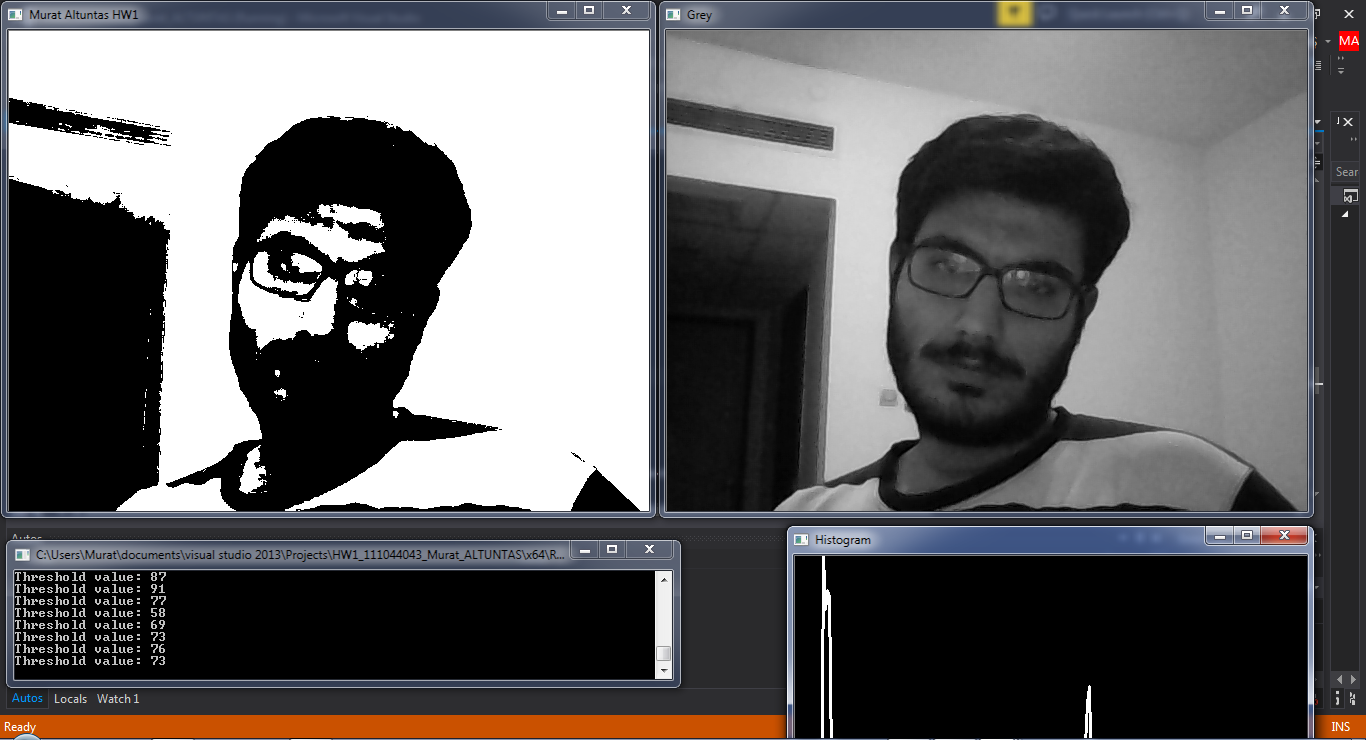 Murat Altuntas HW1
Grey
MA
Sear
Autos
C:\Users\Murat\documents\visual studio 2013\Projects\HW1_111044043_Murat_ALTUNTAS\x64\R...
Threshold value: 87
Threshold value: 91
Threshold value: 77
Threshold value: 58
Threshold value: 69
Threshold value: 73
Threshold value: 76
Threshold value: 73
Histogram
Autos Locals Watch 1
Ready
INS